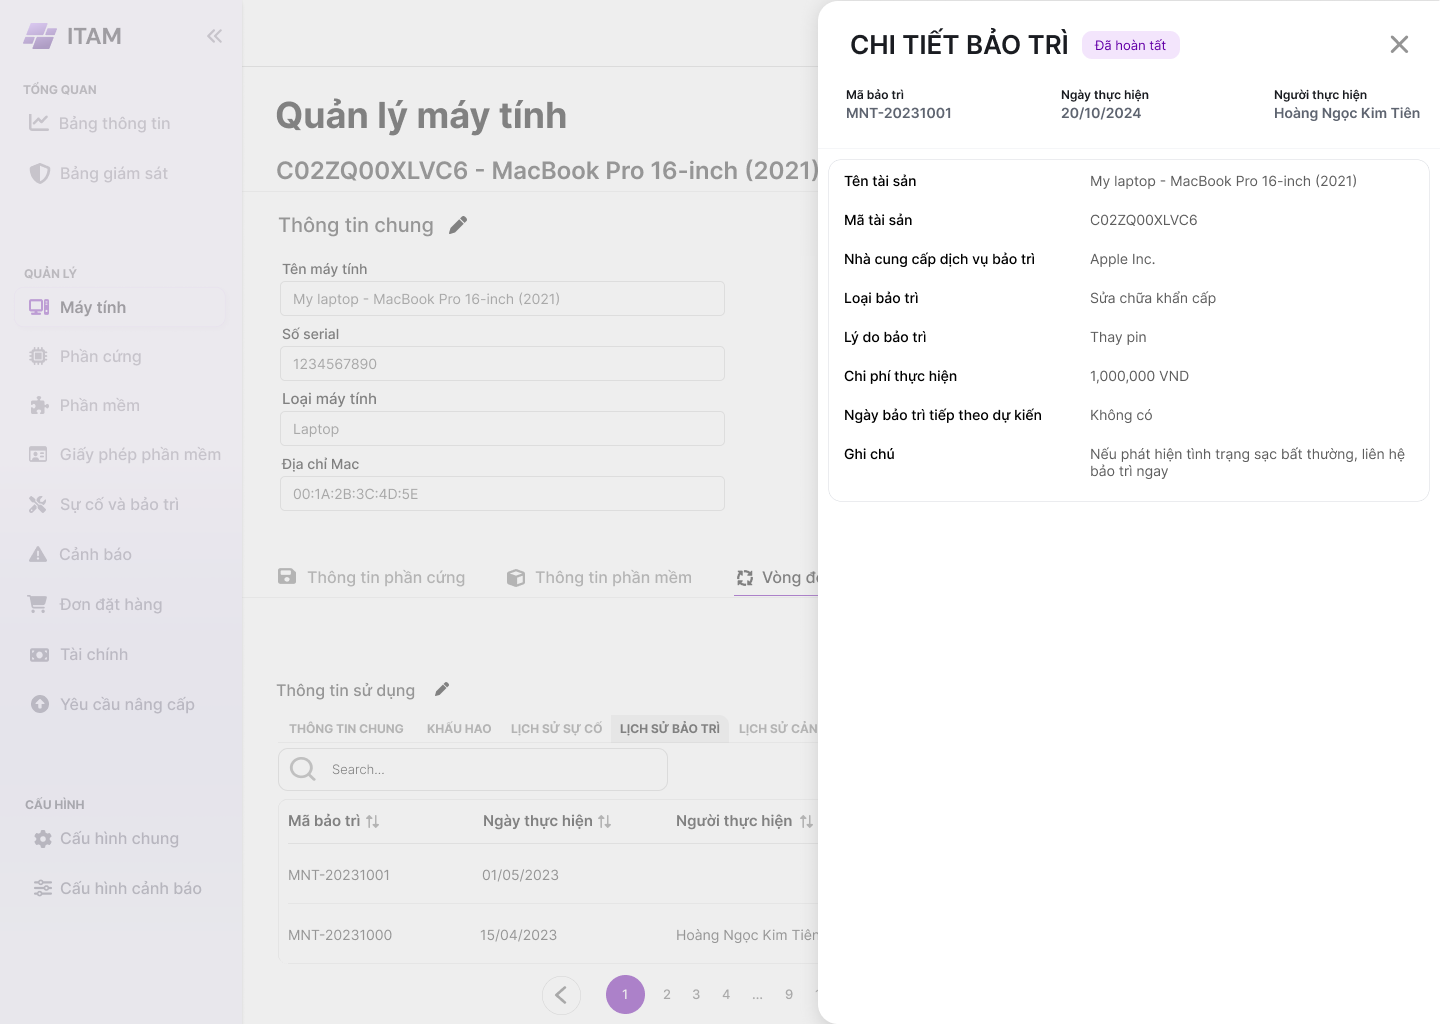 ITAM
TỔNG QUAN
Bảng thông tin
Bảng giám sát
QUẢN LÝ
Máy tính
Phần cứng
Phần mềm
Giấy phép phần mềm
Sự cố và bảo trì
Cảnh báo
Đơn đặt hàng
Tài chính
Yêu cầu nâng cấp
CẤU HÌNH
Cấu hình chung
Cấu hình cảnh báo
Quản lý máy tính
C02ZQ00XLVC6 - MacBook Pro 16-inch (2021)
Thông tin chung
Tên máy tính
My laptop - MacBook Pro 16-inch (2021)
Số serial
1234567890
Loại máy tính
Laptop
Địa chỉ Mac
00:1A:2B:3C:4D:5E
Thông tin phần cứng Thông tin phần mềm Vòng
Thông tin sử dụng
THÔNG TIN CHUNG KHẤU HAO LỊCH SỬ SỰ CỐ LỊCH SỬ BẢO TRÌ LỊCH SỬ CẢN
Search...
Mã bảo trì Ngày thực hiện Người thực hiện
MNT-20231001 01/05/2023
MNT-20231000 15/04/2023 Hoàng Ngọc Kim Tiên
1 2 3 4 ... 9
CHI TIẾT BẢO TRÌ Đã hoàn tất
Mã bảo trì Ngày thực hiện Người thực hiện
MNT-20231001 20/10/2024 Hoàng Ngọc Kim Tiên
Tên tài sản My laptop - MacBook Pro 16-inch (2021)
Mã tài sản C02ZQ00XLVC6
Nhà cung cấp dịch vụ bảo trì Apple Inc.
Loại bảo trì Sửa chữa khẩn cấp
Lý do bảo trì Thay pin
Chi phí thực hiện 1,000,000 VND
Ngày bảo trì tiếp theo dự kiến Không có
Ghi chú Nếu phát hiện tình trạng sạc bất thường, liên hệ
bảo trì ngay